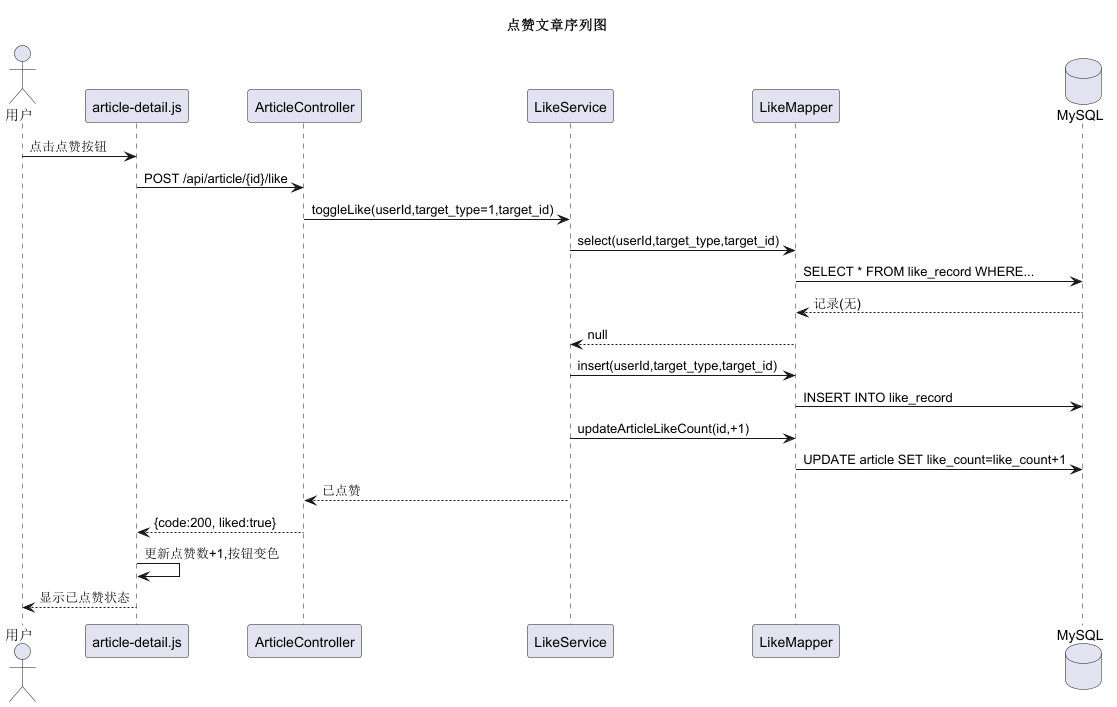 点赞文章序列图
用户
article-detail.js
ArticleController
LikeService
LikeMapper
MySQL
点击点赞按钮
POST /api/article/{id}/like
toggleLike(userId,target_type=1,target_id)
select(userId,target_type,target_id)
SELECT * FROM like_record WHERE...
记录(无)
null
insert(userId,target_type,target_id)
INSERT INTO like_record
updateArticleLikeCount(id,+1)
UPDATE article SET like_count=like_count+1
已点赞
{code:200, liked:true}
更新点赞数+1,按钮变色
显示已点赞状态
用户
article-detail.js
ArticleController
LikeService
LikeMapper
MySQL